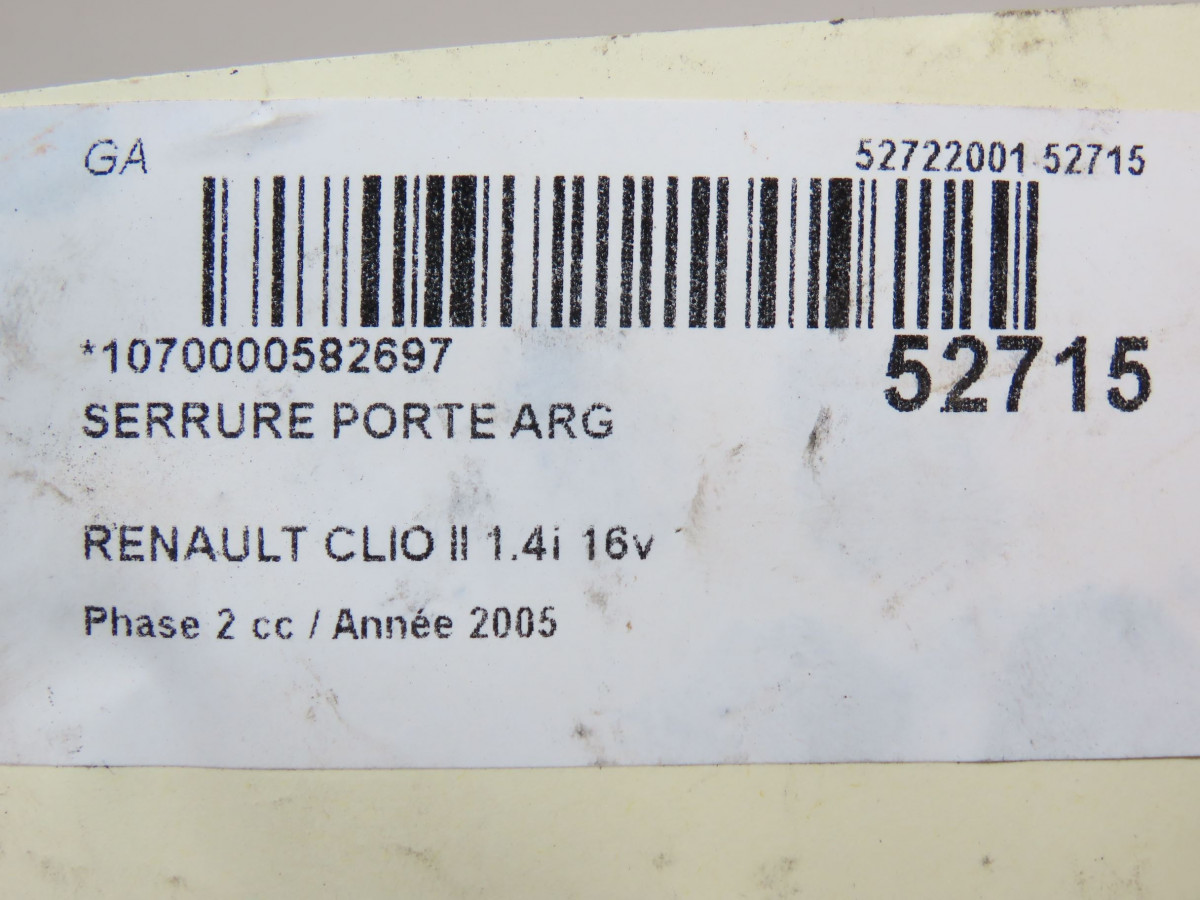 GA 52722001 52715
*1070000582697 52715
SERRURE PORTE ARG
RENAULT CLIO II 1.4i 16v
Phase 2 cc / Année 2005